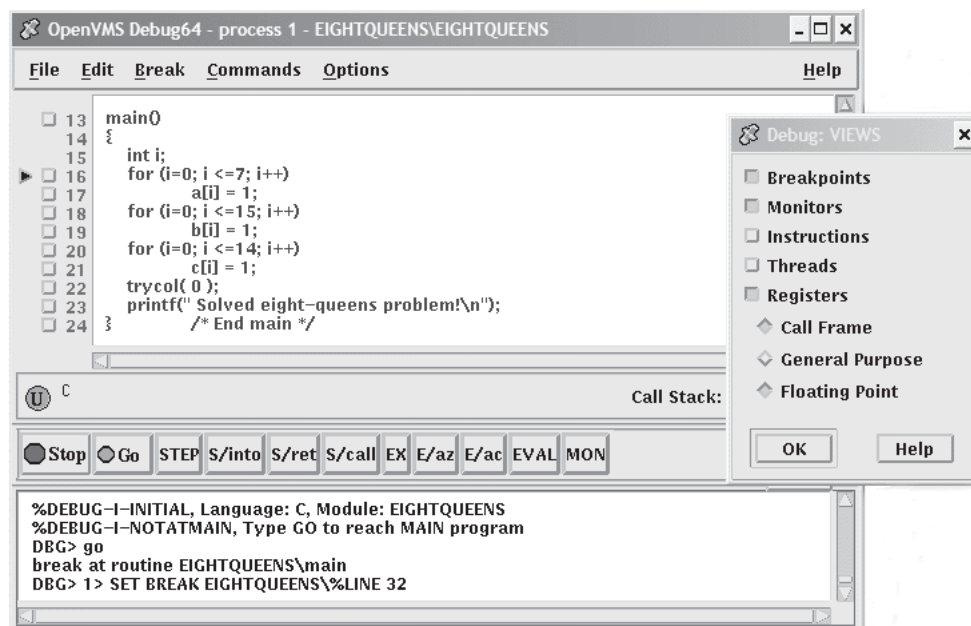 OpenVMS Debug64 - process 1 - EIGHTQUEENS\EIGHTQUEENS
File Edit Break Commands Options Help
13 main()
14 {
15 int i;
16 for (i=0; i <=7; i++)
17 a[i] = 1;
18 for (i=0; i <=15; i++)
19 b[i] = 1;
20 for (i=0; i <=14; i++)
21 c[i] = 1;
22 trycol( 0 );
23 printf(" Solved eight-queens problem!\n");
24 } /* End main */
U C Call Stack:
Stop Go STEP S/into S/ret S/call EX E/az E/ac EVAL MON
%DEBUG-I-INITIAL, Language: C, Module: EIGHTQUEENS
%DEBUG-I-NOTATMAIN, Type GO to reach MAIN program
DBG> go
break at routine EIGHTQUEENS\main
DBG> 1> SET BREAK EIGHTQUEENS\%LINE 32
Debug: VIEWS
Breakpoints
Monitors
Instructions
Threads
Registers
Call Frame
General Purpose
Floating Point
OK Help